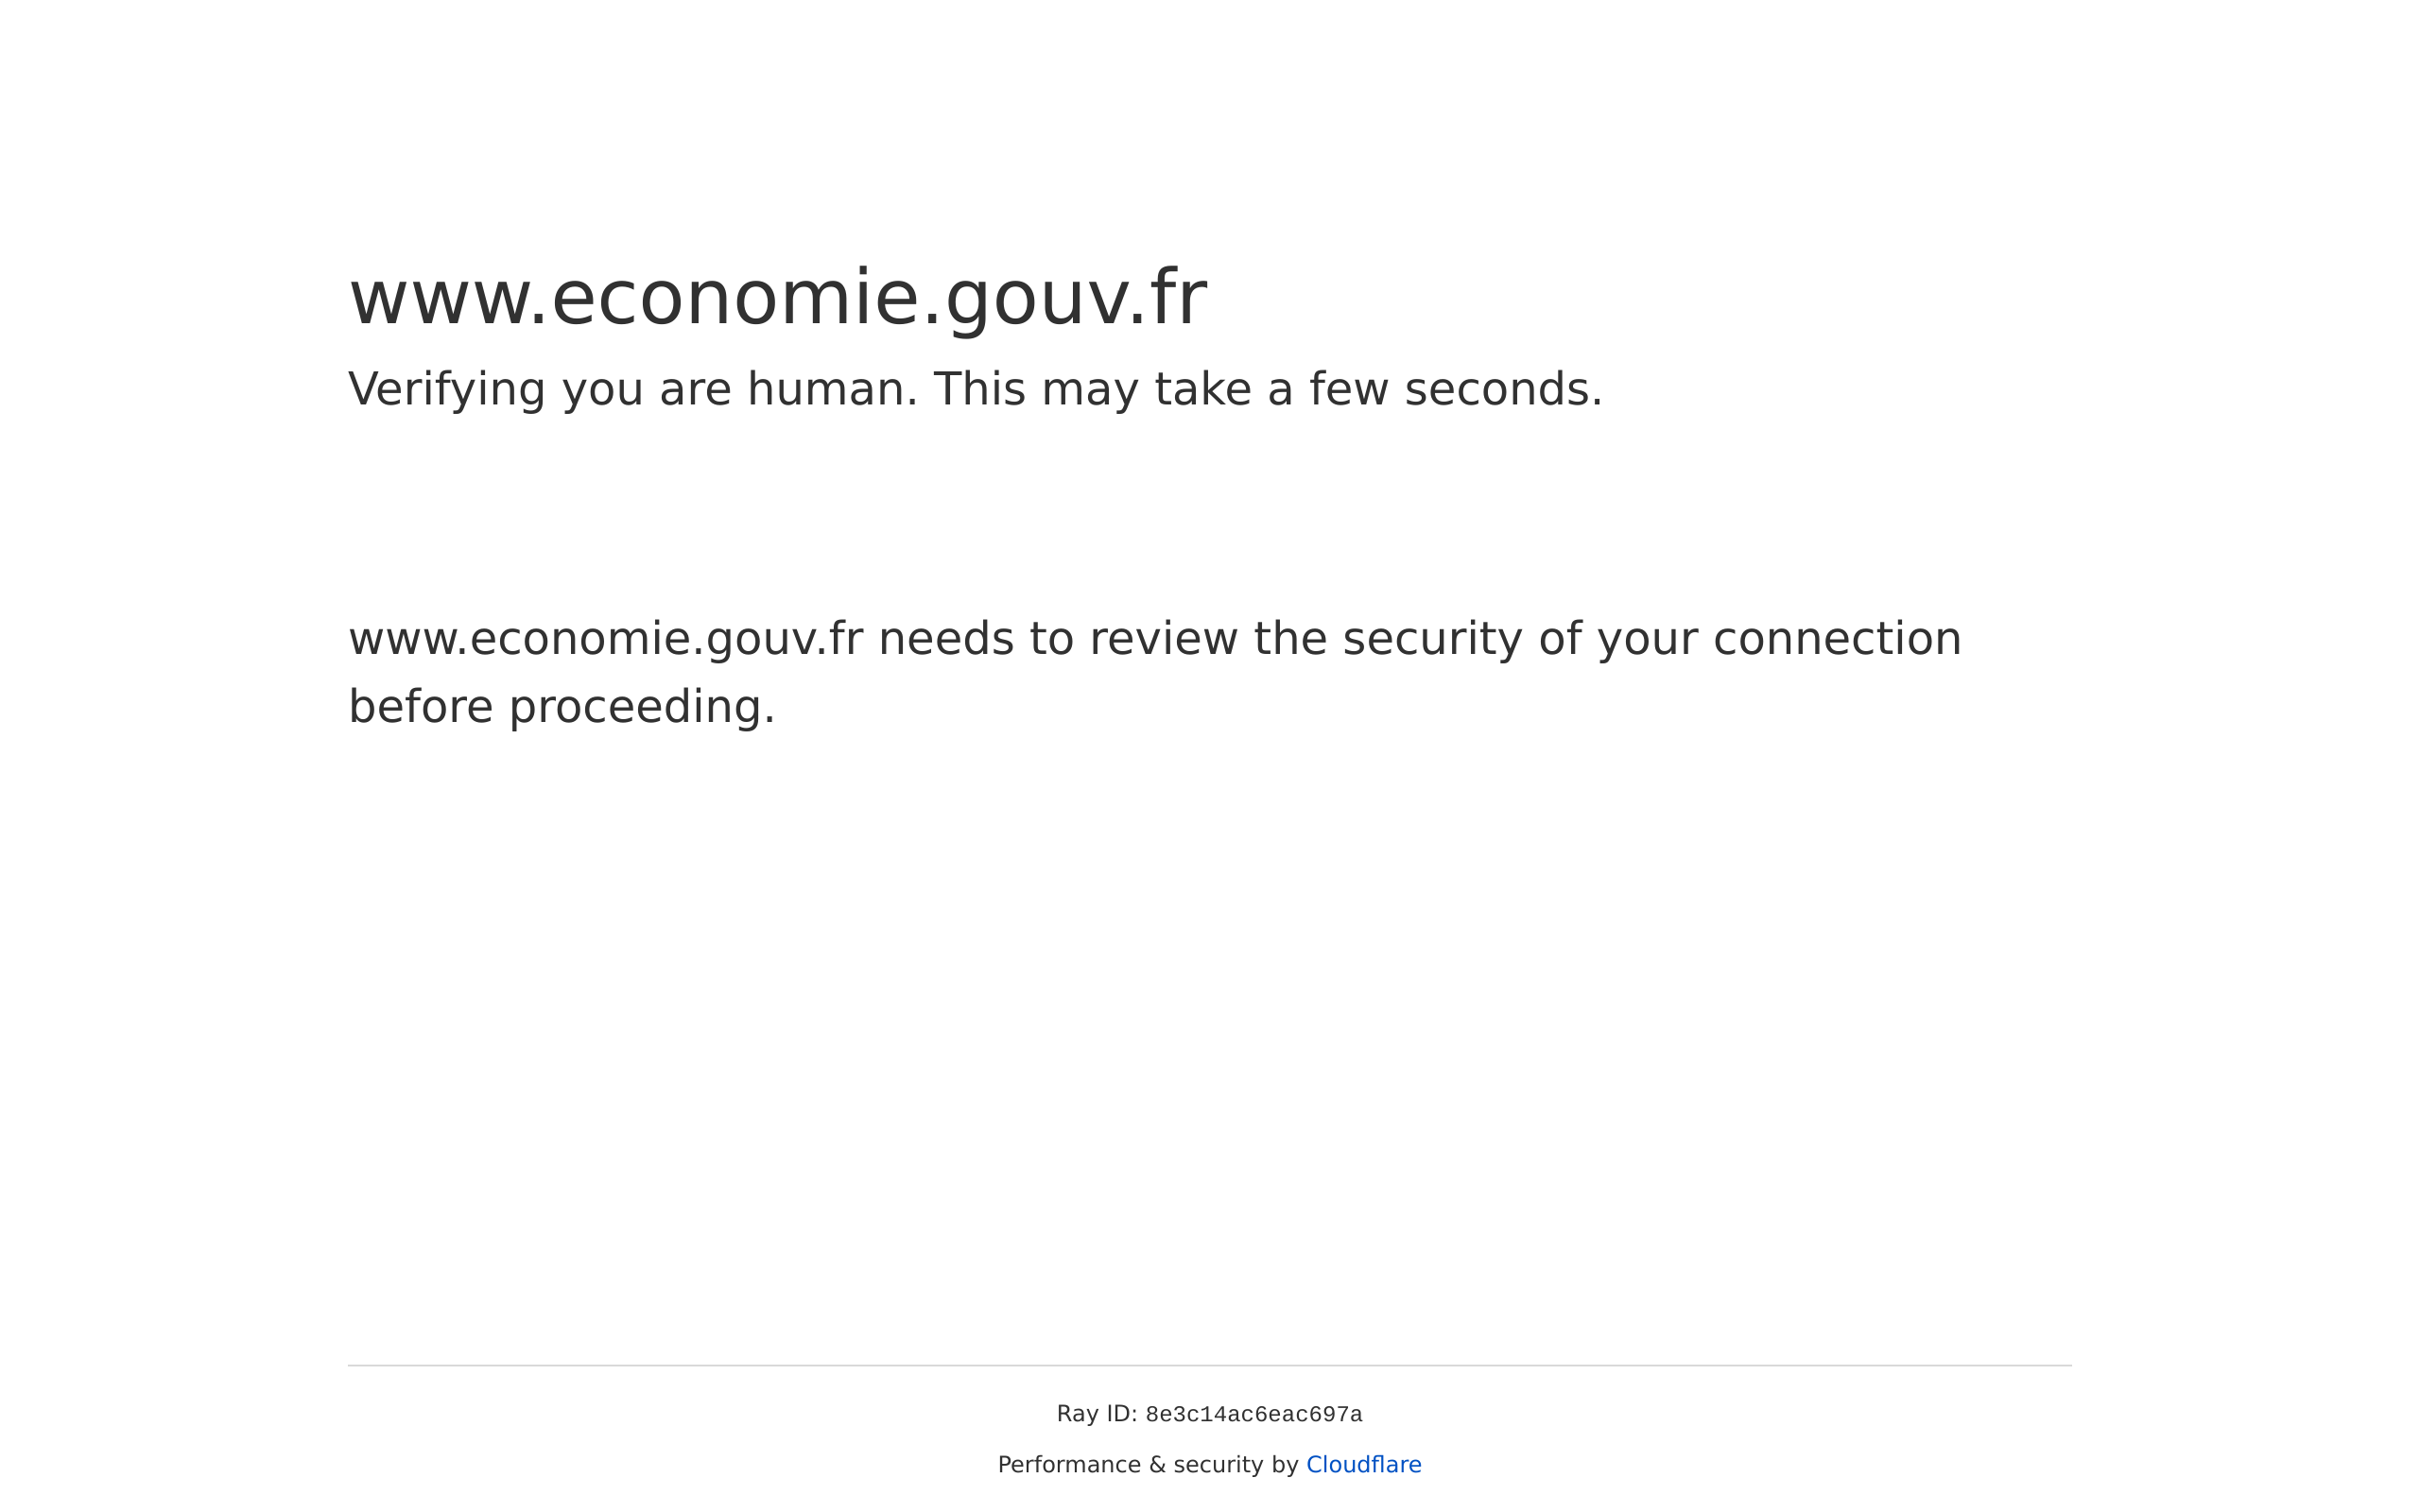 www.economie.gouv.fr
Verifying you are human. This may take a few seconds.
www.economie.gouv.fr needs to review the security of your connection
before proceeding.
Ray ID: 8e3c14ac6eac697a
Performance & security by Cloudflare